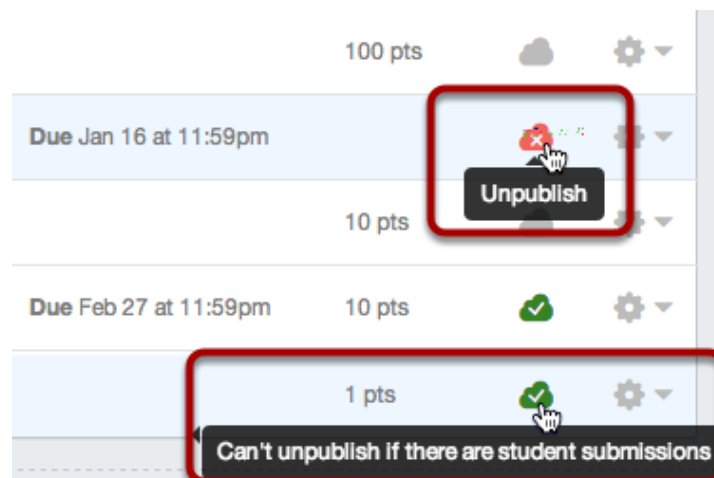 100 pts
Due Jan 16 at 11:59pm
Unpublish
10 pts
Due Feb 27 at 11:59pm 10 pts
1 pts
Can't unpublish if there are student submissions